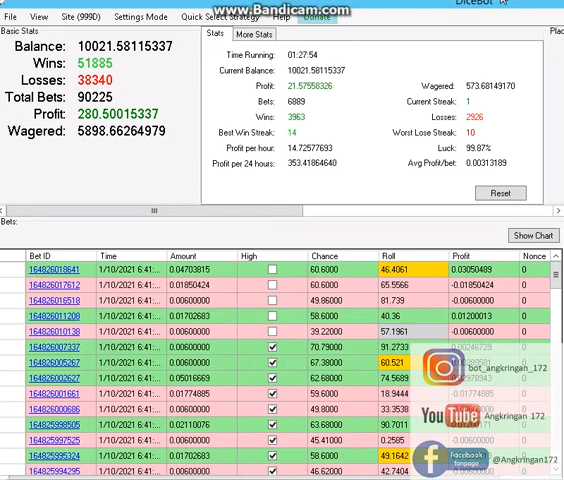 DiceBot
www.Bandicam.com
File View Site (999D) Settings Mode Quick Select Strategy Help Donate
Basic Stats
Balance: 10021.58115337
Wins: 51885
Losses: 38340
Total Bets: 90225
Profit: 280.50015337
Wagered: 5898.66264979
Stats More Stats
Time Running: 01:27:54
Current Balance: 10021.58115337
Profit: 21.57558326 Wagered: 573.68149170
Bets: 6889 Current Streak: 1
Wins: 3963 Losses: 2926
Best Win Streak: 14 Worst Lose Streak: 10
Profit per hour: 14.72577693 Luck: 99.87%
Profit per 24 hours: 353.41864640 Avg Profit/bet: 0.00313189
Reset
Bets:
Show Chart
Bet ID Time Amount High Chance Roll Profit Nonce
164826018641 1/10/2021 6:41:... 0.04703815 60.6000 46.4061 0.03050489 0
164826017612 1/10/2021 6:41:... 0.01850424 60.6000 65.5566 -0.01850424 0
164826016518 1/10/2021 6:41:... 0.00600000 49.8600 81.739 -0.00600000 0
164826011208 1/10/2021 6:41:... 0.01702683 58.6000 40.36 0.01200013 0
164826010138 1/10/2021 6:41:... 0.00600000 39.2200 57.1961 -0.00600000 0
164826007337 1/10/2021 6:41:... 0.00600000 70.7900 91.2733 0.00246729 0
164826005267 1/10/2021 6:41:... 0.00600000 67.3800 60.521 0
164826002627 1/10/2021 6:41:... 0.05016669 62.6800 74.5689 0
164826001661 1/10/2021 6:41:... 0.01774885 59.6000 18.9444 0
164826000686 1/10/2021 6:41:... 0.00600000 49.8000 33.3538 0
164825998505 1/10/2021 6:41:... 0.02110076 63.6800 90.7011 0
164825997525 1/10/2021 6:41:... 0.00600000 45.4100 0.2585 -0.00600000 0
164825995324 1/10/2021 6:41:... 0.01702683 58.6000 49.1642 0
164825994295 1/10/2021 6:41:... 0.00600000 46.6200 42.7404 0
bot_angkringan_172
YouTube Angkringan 172
Facebook fanpage @Angkringan172